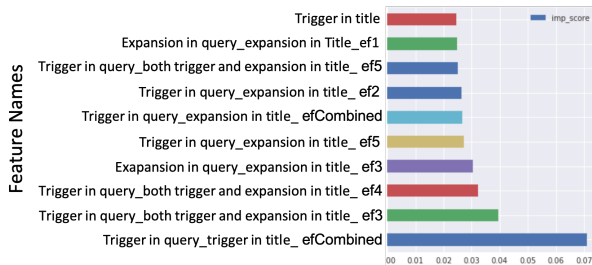 Feature Names
Trigger in title
Expansion in query_expansion in Title_ef1
Trigger in query_both trigger and expansion in title_ ef5
Trigger in query_expansion in title_ ef2
Trigger in query_expansion in title_ efCombined
Trigger in query_expansion in title_ ef5
Exapansion in query_expansion in title_ ef3
Trigger in query_both trigger and expansion in title_ ef4
Trigger in query_both trigger and expansion in title_ ef3
Trigger in query_trigger in title_ efCombined
imp_score
0.00 0.01 0.02 0.03 0.04 0.05 0.06 0.07